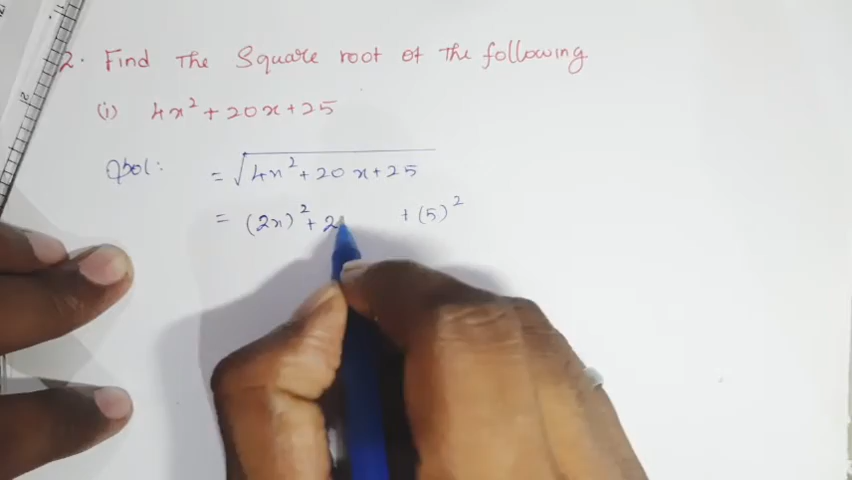 2. Find The Square root of the following
(i) 4x² + 20x + 25
Sol: = √4x² + 20x + 25
= (2x)² + 2 + (5)²